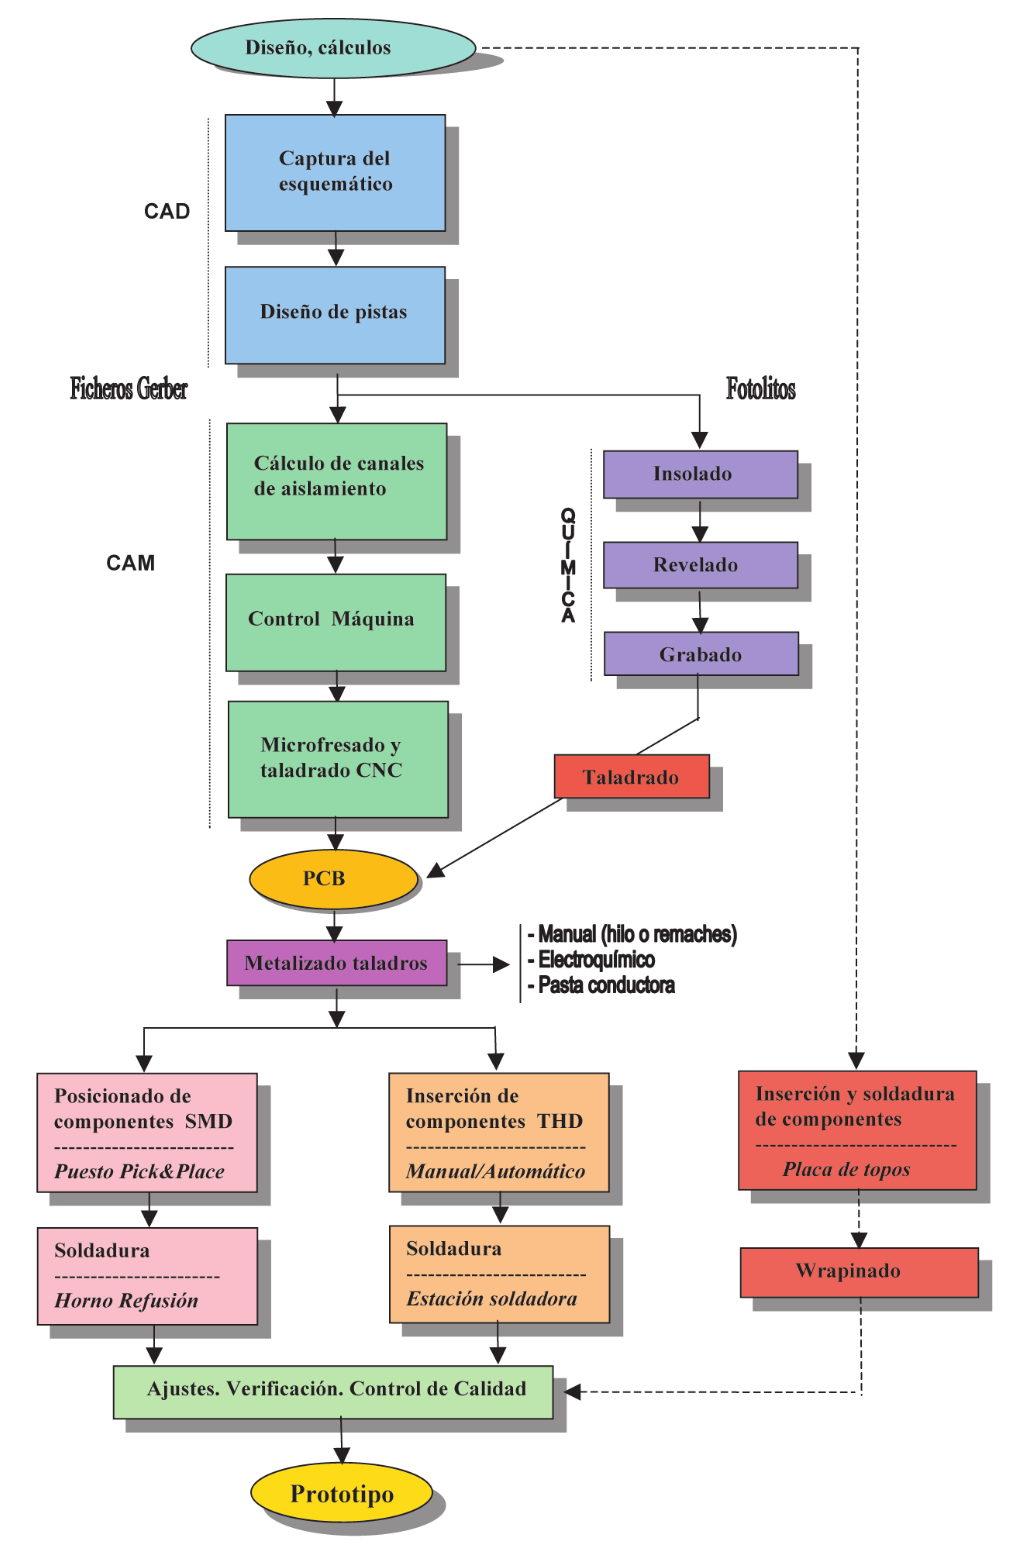 Diseño, cálculos
Captura del
esquemático
CAD
Diseño de pistas
Ficheros Gerber
Fotolitos
Cálculo de canales
de aislamiento
CAM
Control Máquina
Microfresado y
taladrado CNC
QUÍMICA
Insolado
Revelado
Grabado
Taladrado
PCB
Metalizado taladros
- Manual (hilo o remaches)
- Electroquímico
- Pasta conductora
Posicionado de
componentes SMD
Puesto Pick&Place
Soldadura
Horno Refusión
Inserción de
componentes THD
Manual/Automático
Soldadura
Estación soldadora
Inserción y soldadura
de componentes
Placa de topos
Wrapinado
Ajustes. Verificación. Control de Calidad
Prototipo